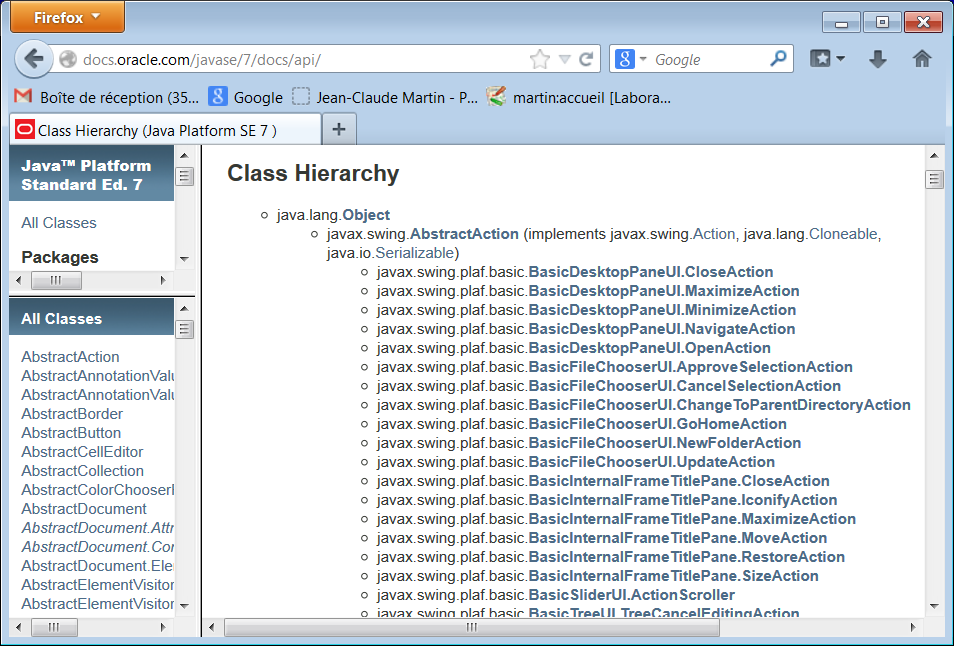 Firefox
docs.oracle.com/javase/7/docs/api/
Google
Boîte de réception (35...
Google
Jean-Claude Martin - P...
martin:accueil [Labora...
Class Hierarchy (Java Platform SE 7 )
Java™ Platform
Standard Ed. 7
All Classes
Packages
All Classes
AbstractAction
AbstractAnnotationValu
AbstractAnnotationValu
AbstractBorder
AbstractButton
AbstractCellEditor
AbstractCollection
AbstractColorChooserP
AbstractDocument
AbstractDocument.Attr
AbstractDocument.Con
AbstractDocument.Ele
AbstractElementVisitor
AbstractElementVisitor
Class Hierarchy
java.lang.Object
javax.swing.AbstractAction (implements javax.swing.Action, java.lang.Cloneable,
java.io.Serializable)
javax.swing.plaf.basic.BasicDesktopPaneUI.CloseAction
javax.swing.plaf.basic.BasicDesktopPaneUI.MaximizeAction
javax.swing.plaf.basic.BasicDesktopPaneUI.MinimizeAction
javax.swing.plaf.basic.BasicDesktopPaneUI.NavigateAction
javax.swing.plaf.basic.BasicDesktopPaneUI.OpenAction
javax.swing.plaf.basic.BasicFileChooserUI.ApproveSelectionAction
javax.swing.plaf.basic.BasicFileChooserUI.CancelSelectionAction
javax.swing.plaf.basic.BasicFileChooserUI.ChangeToParentDirectoryAction
javax.swing.plaf.basic.BasicFileChooserUI.GoHomeAction
javax.swing.plaf.basic.BasicFileChooserUI.NewFolderAction
javax.swing.plaf.basic.BasicFileChooserUI.UpdateAction
javax.swing.plaf.basic.BasicInternalFrameTitlePane.CloseAction
javax.swing.plaf.basic.BasicInternalFrameTitlePane.IconifyAction
javax.swing.plaf.basic.BasicInternalFrameTitlePane.MaximizeAction
javax.swing.plaf.basic.BasicInternalFrameTitlePane.MoveAction
javax.swing.plaf.basic.BasicInternalFrameTitlePane.RestoreAction
javax.swing.plaf.basic.BasicInternalFrameTitlePane.SizeAction
javax.swing.plaf.basic.BasicSliderUI.ActionScroller
javax.swing.plaf.basic.BasicTreeUI.TreeCancelEditingAction